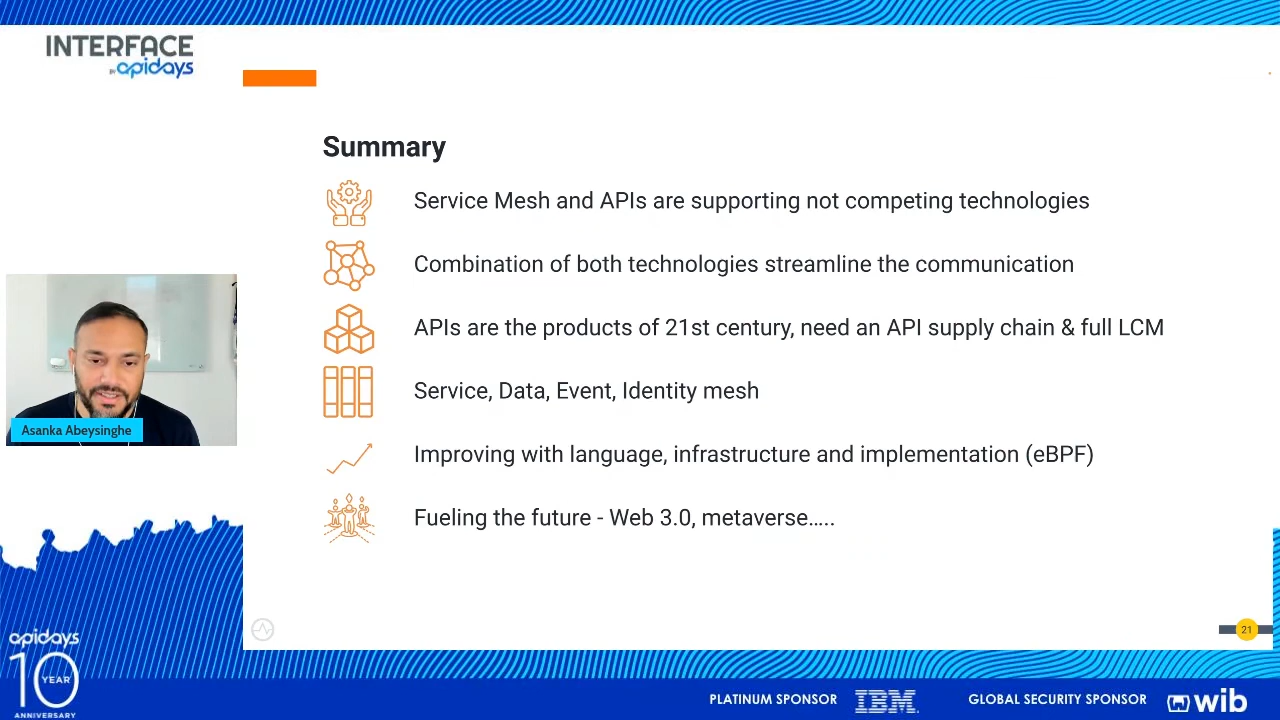 INTERFACE
BY apidays
Summary
Service Mesh and APIs are supporting not competing technologies
Combination of both technologies streamline the communication
APIs are the products of 21st century, need an API supply chain & full LCM
Service, Data, Event, Identity mesh
Improving with language, infrastructure and implementation (eBPF)
Fueling the future - Web 3.0, metaverse.....
Asanka Abeysinghe
21
apidays
10 YEAR
ANNIVERSARY
PLATINUM SPONSOR IBM GLOBAL SECURITY SPONSOR wib